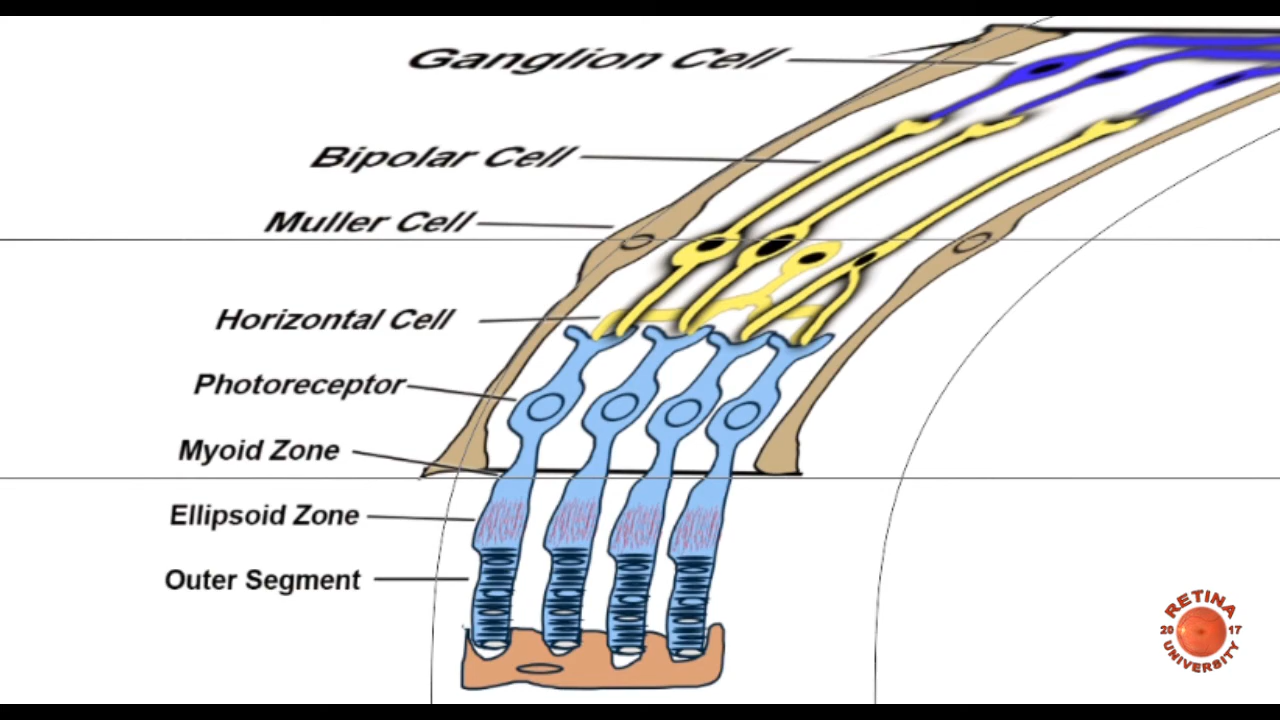 Ganglion Cell
Bipolar Cell
Muller Cell
Horizontal Cell
Photoreceptor
Myoid Zone
Ellipsoid Zone
Outer Segment
RETINA
20 17
UNIVERSITY